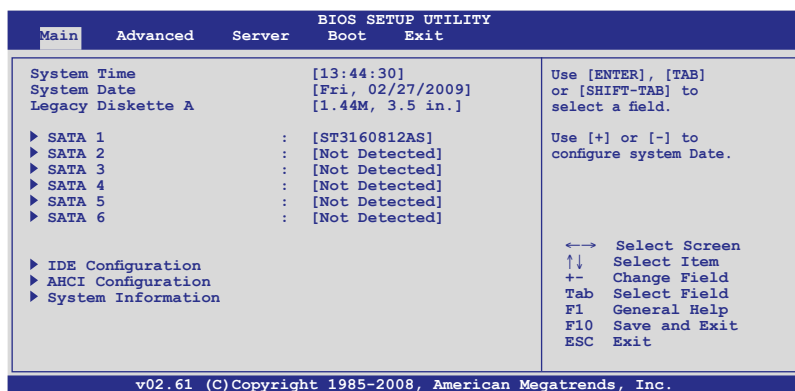 BIOS SETUP UTILITY
Main Advanced Server Boot Exit
System Time [13:44:30]
System Date [Fri, 02/27/2009]
Legacy Diskette A [1.44M, 3.5 in.]
SATA 1 : [ST3160812AS]
SATA 2 : [Not Detected]
SATA 3 : [Not Detected]
SATA 4 : [Not Detected]
SATA 5 : [Not Detected]
SATA 6 : [Not Detected]
IDE Configuration
AHCI Configuration
System Information
Use [ENTER], [TAB]
or [SHIFT-TAB] to
select a field.
Use [+] or [-] to
configure system Date.
←→ Select Screen
↑↓ Select Item
+- Change Field
Tab Select Field
F1 General Help
F10 Save and Exit
ESC Exit
v02.61 (C)Copyright 1985-2008, American Megatrends, Inc.